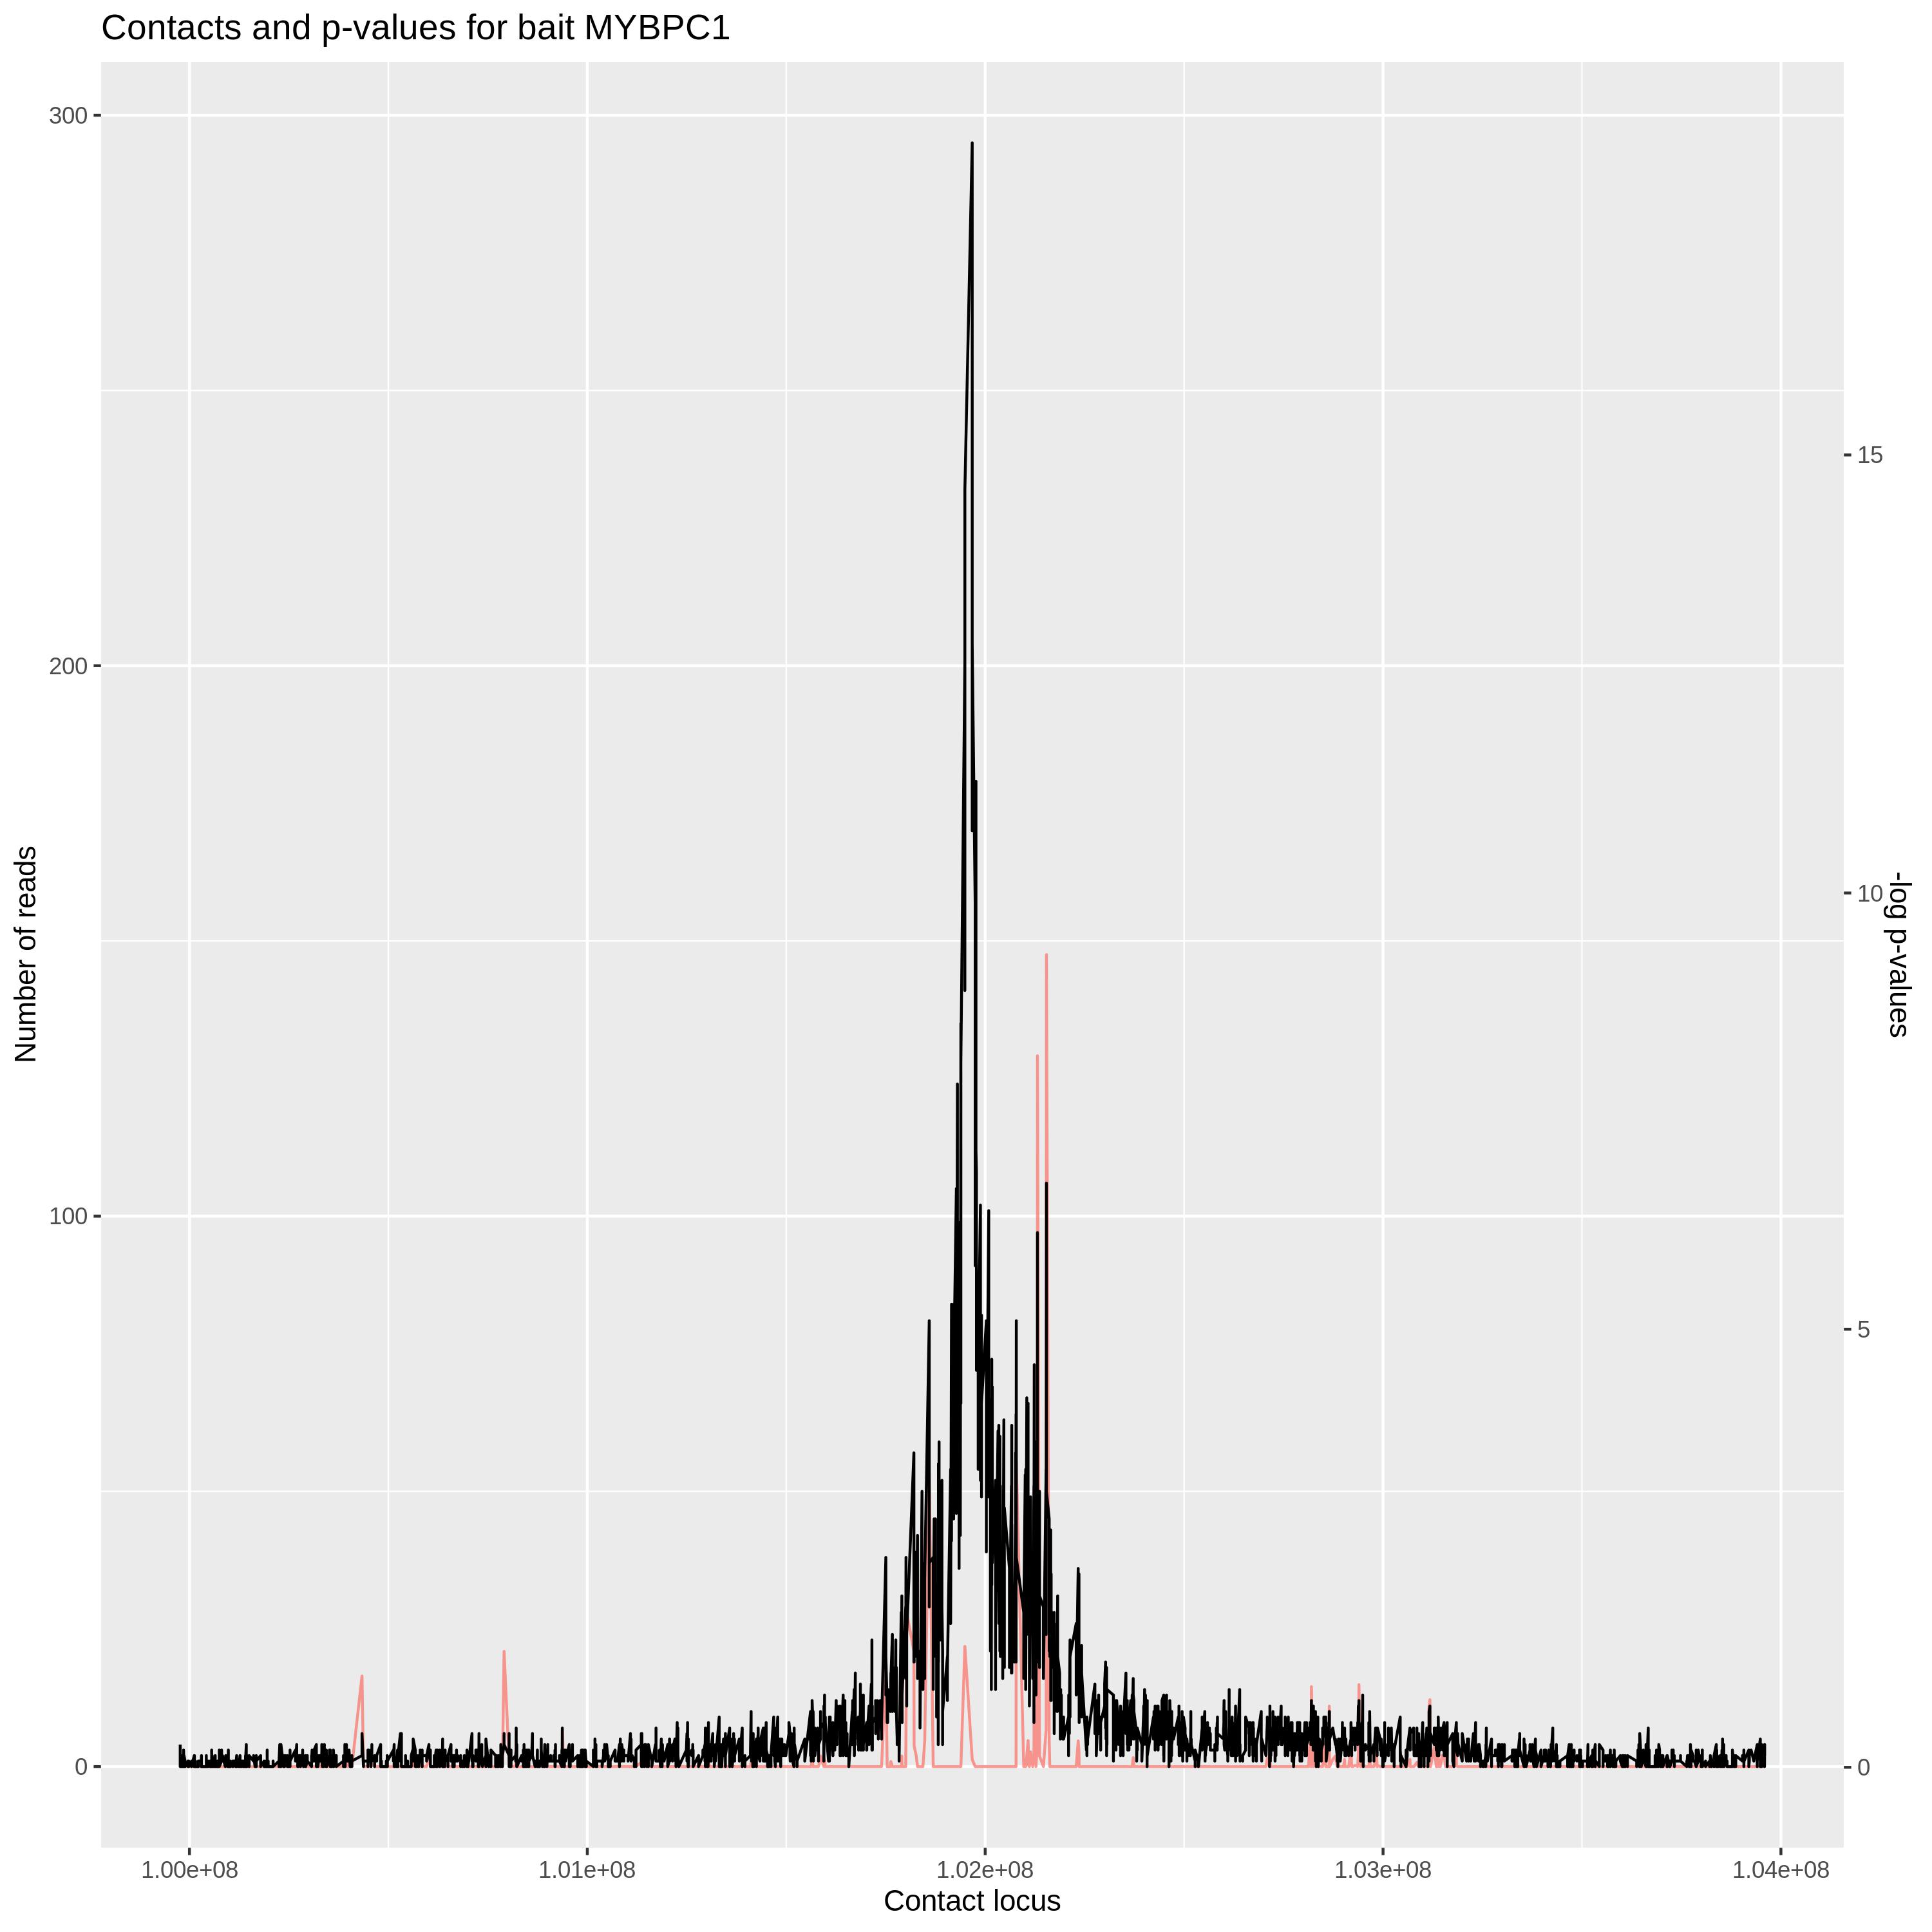 Contacts and p-values for bait MYBPC1
300
200
100
0
Number of reads
15
10
5
0
-log p-values
1.00e+08
1.01e+08
1.02e+08
1.03e+08
1.04e+08
Contact locus